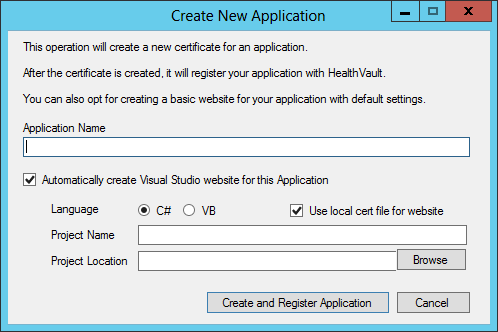 Create New Application
This operation will create a new certificate for an application.
After the certificate is created, it will register your application with HealthVault.
You can also opt for creating a basic website for your application with default settings.
Application Name
Automatically create Visual Studio website for this Application
Language C# VB Use local cert file for website
Project Name
Project Location Browse
Create and Register Application Cancel